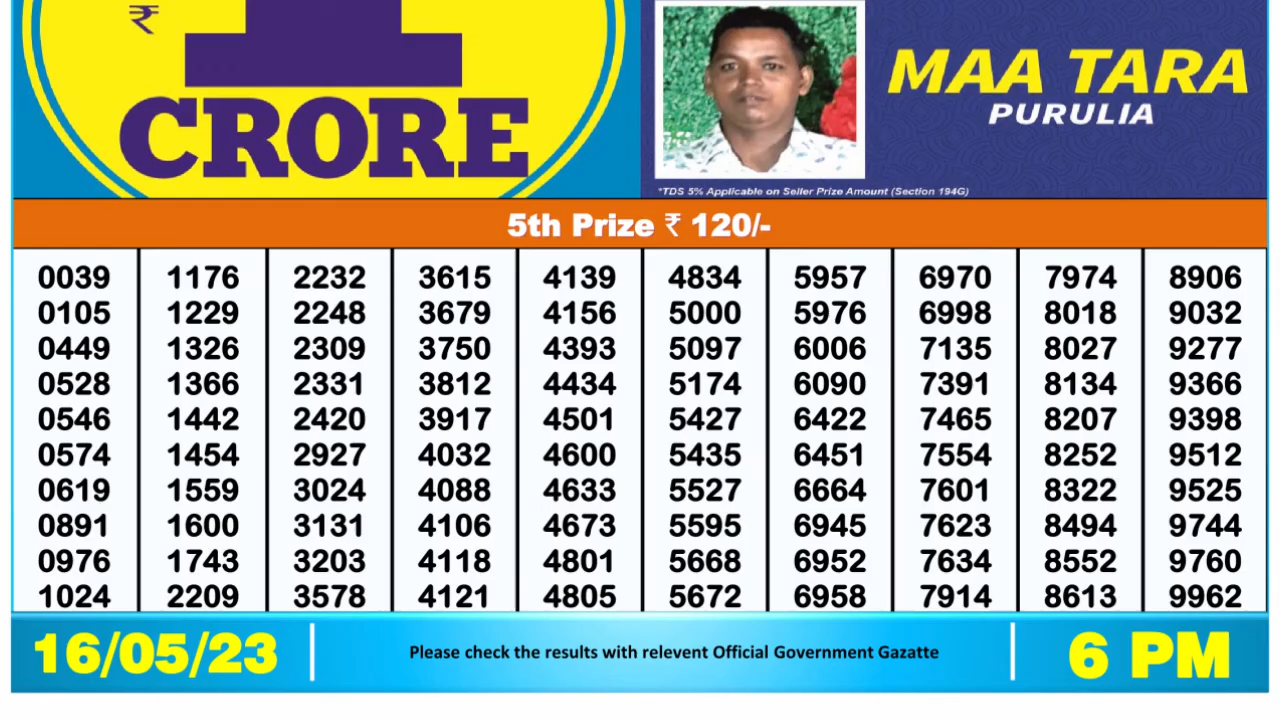 ₹ 1
CRORE
MAA TARA
PURULIA
*TDS 5% Applicable on Seller Prize Amount (Section 194G)
5th Prize ₹ 120/-
0039 1176 2232 3615 4139 4834 5957 6970 7974 8906
0105 1229 2248 3679 4156 5000 5976 6998 8018 9032
0449 1326 2309 3750 4393 5097 6006 7135 8027 9277
0528 1366 2331 3812 4434 5174 6090 7391 8134 9366
0546 1442 2420 3917 4501 5427 6422 7465 8207 9398
0574 1454 2927 4032 4600 5435 6451 7554 8252 9512
0619 1559 3024 4088 4633 5527 6664 7601 8322 9525
0891 1600 3131 4106 4673 5595 6945 7623 8494 9744
0976 1743 3203 4118 4801 5668 6952 7634 8552 9760
1024 2209 3578 4121 4805 5672 6958 7914 8613 9962
16/05/23 Please check the results with relevent Official Government Gazatte 6 PM